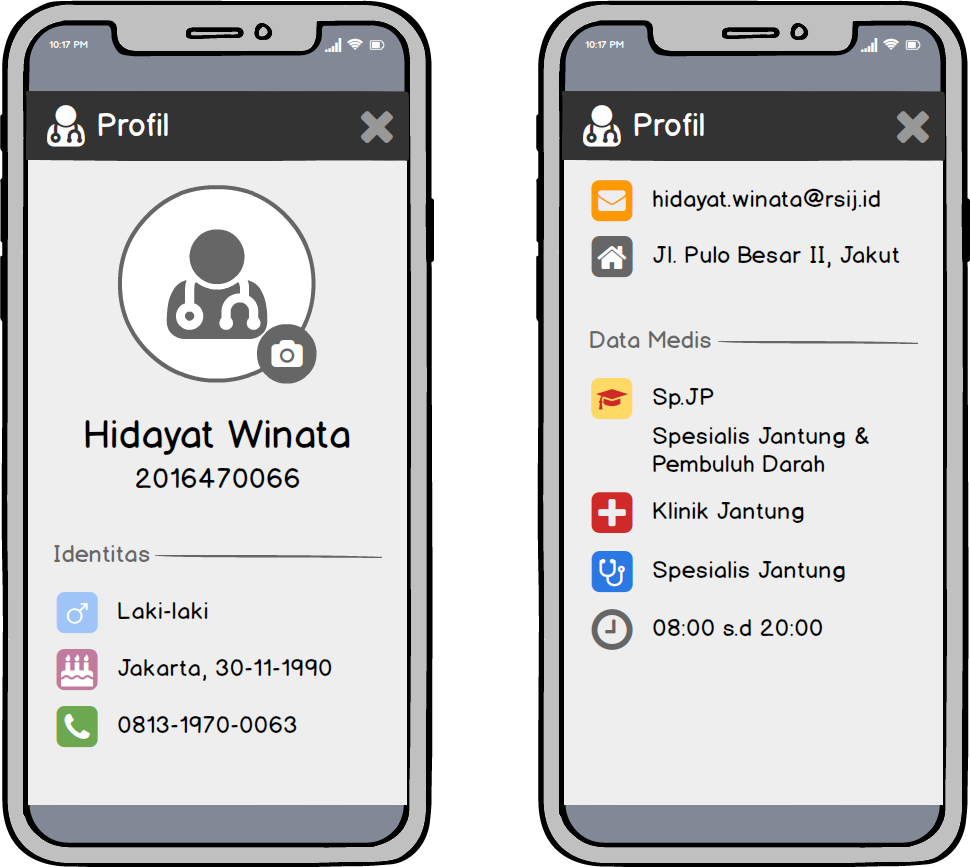 10:17 PM
Profil
Hidayat Winata
2016470066
Identitas
Laki-laki
Jakarta, 30-11-1990
0813-1970-0063
10:17 PM
Profil
hidayat.winata@rsij.id
Jl. Pulo Besar II, Jakut
Data Medis
Sp.JP
Spesialis Jantung &
Pembuluh Darah
Klinik Jantung
Spesialis Jantung
08:00 s.d 20:00